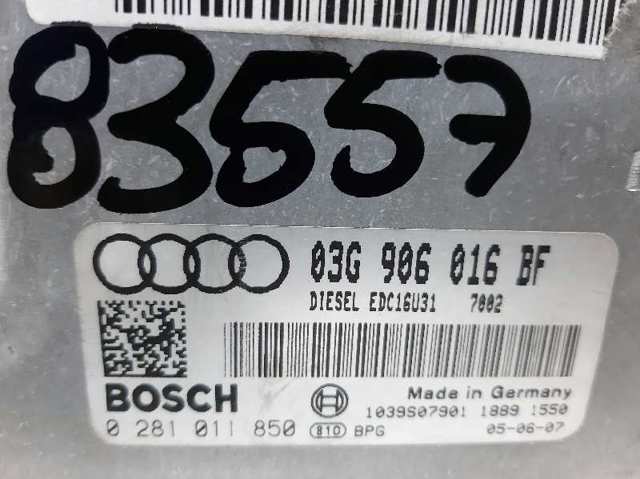 83557
03G 906 016 BF
DIESEL EDC16U31 7002
BOSCH
Made in Germany
1039S07901 1889 1550
0 281 011 850 810 BPG 05-06-07